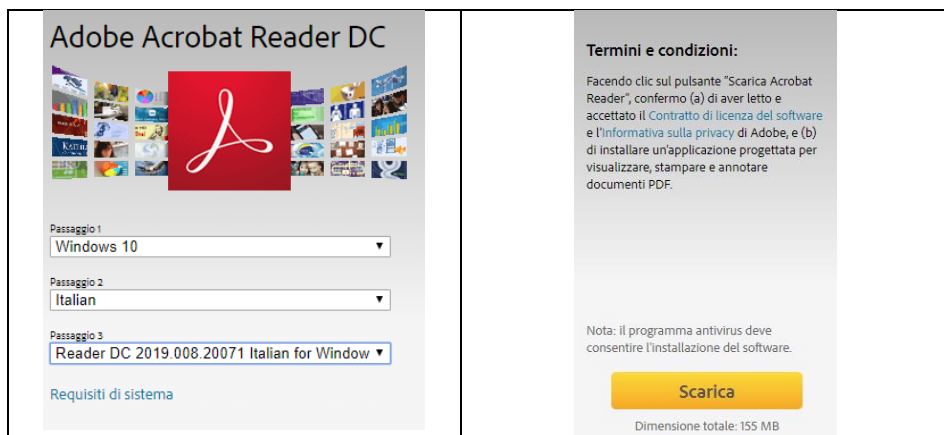 Adobe Acrobat Reader DC
Passaggio 1
Windows 10
Passaggio 2
Italian
Passaggio 3
Reader DC 2019.008.20071 Italian for Window
Requisiti di sistema
Termini e condizioni:
Facendo clic sul pulsante "Scarica Acrobat
Reader", confermo (a) di aver letto e
accettato il Contratto di licenza del software
e l'Informativa sulla privacy di Adobe, e (b)
di installare un'applicazione progettata per
visualizzare, stampare e annotare
documenti PDF.
Nota: il programma antivirus deve
consentire l'installazione del software.
Scarica
Dimensione totale: 155 MB